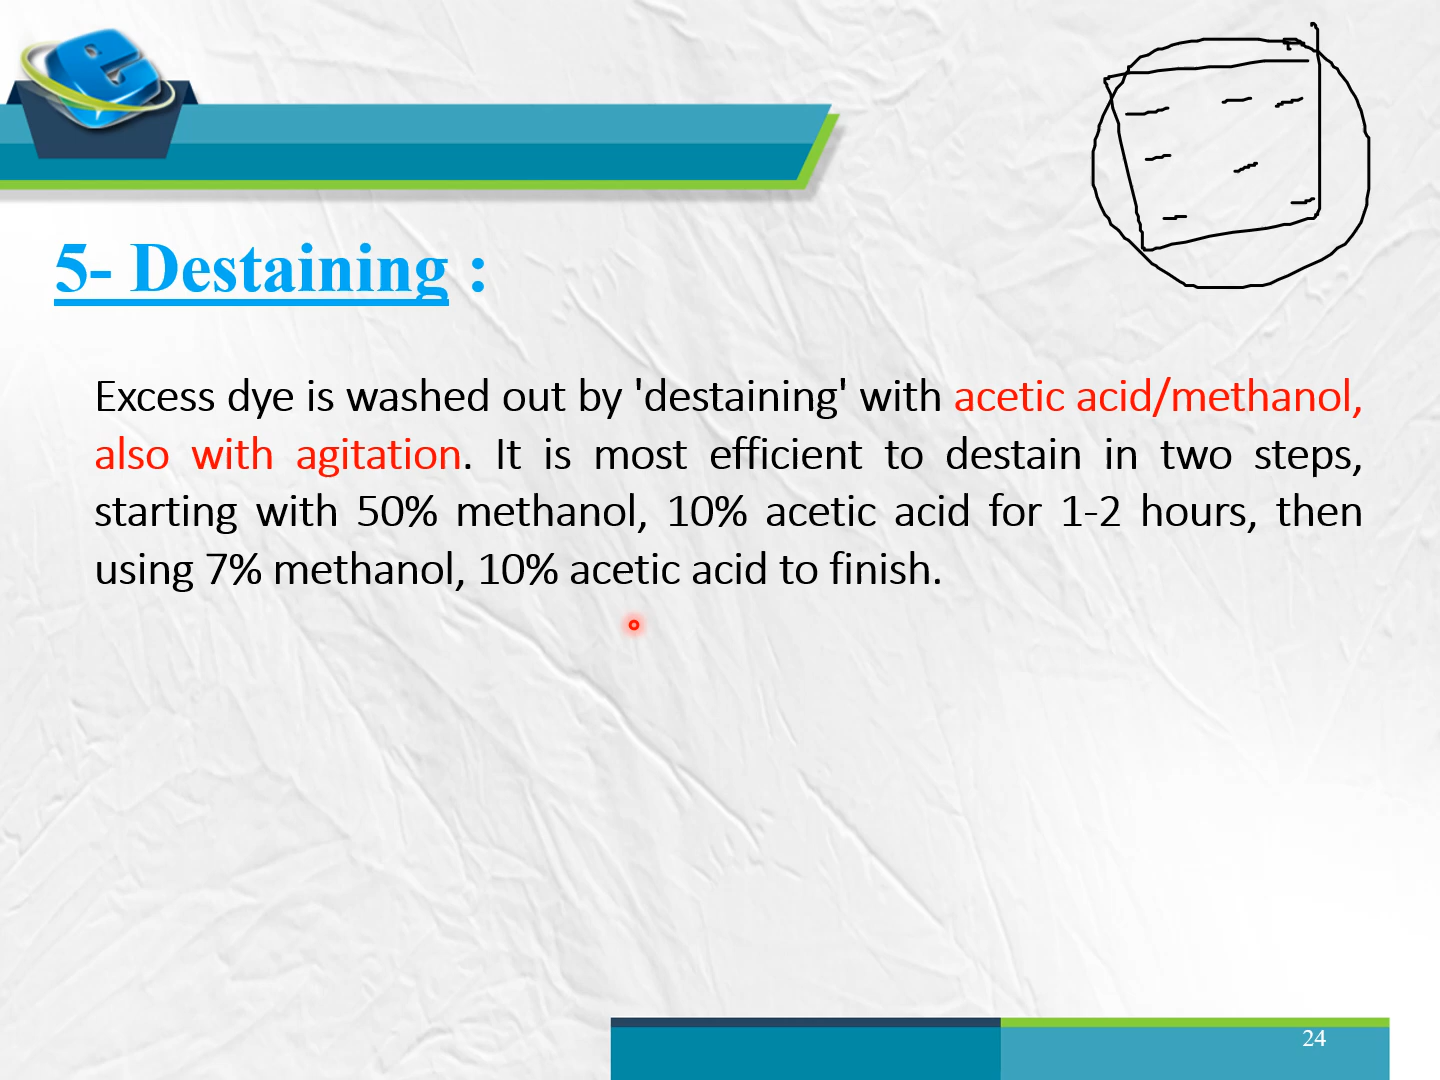 5- Destaining :
Excess dye is washed out by 'destaining' with acetic acid/methanol,
also with agitation. It is most efficient to destain in two steps,
starting with 50% methanol, 10% acetic acid for 1-2 hours, then
using 7% methanol, 10% acetic acid to finish.
24